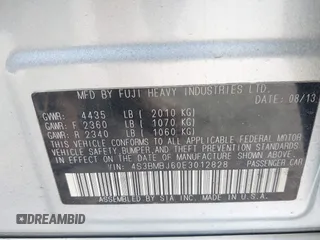 MFD BY FUJI HEAVY INDUSTRIES LTD.
DATE: 08/13
GVWR: 4435 LB ( 2010 KG)
GAWR: F 2360 LB ( 1070 KG)
GAWR: R 2340 LB ( 1060 KG)
THIS VEHICLE CONFORMS TO ALL APPLICABLE FEDERAL MOTOR
VEHICLE SAFETY, BUMPER, AND THEFT PREVENTION STANDARDS
IN EFFECT ON THE DATE OF MANUFACTURE SHOWN ABOVE.
VIN: 4S3BMBJ60E3012828
PASSENGER CAR
ASSEMBLED BY SIA INC. MADE IN U.S.A.
DREAMBID